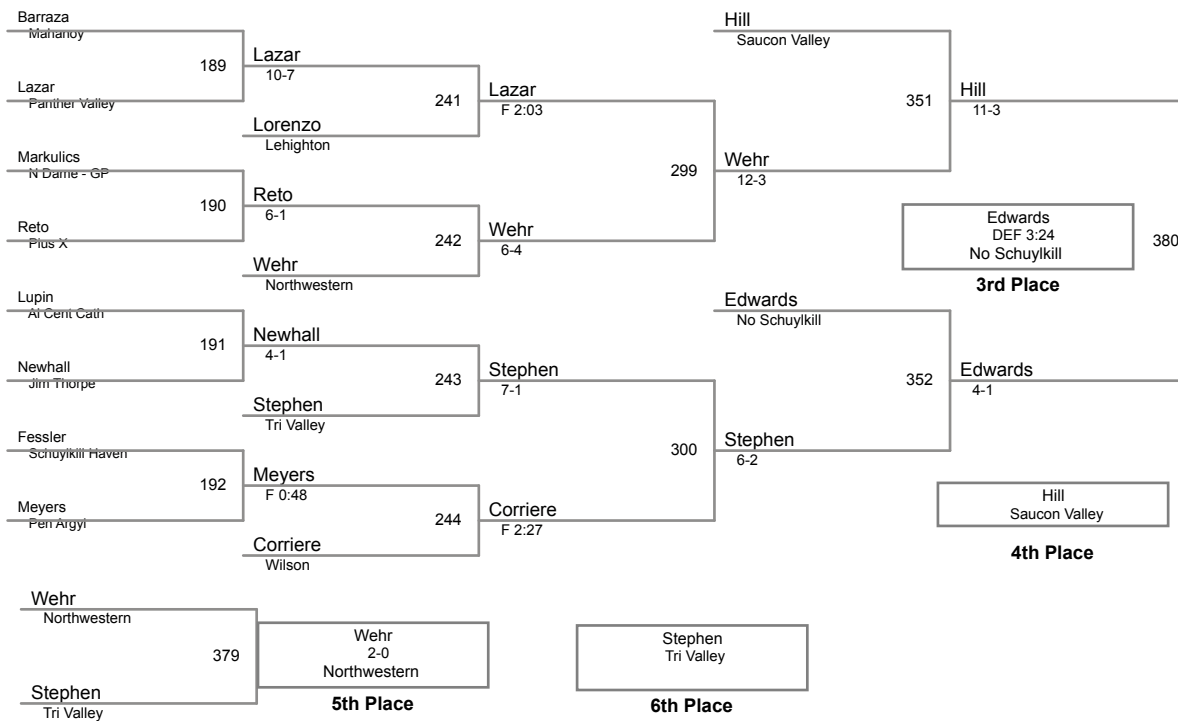 Barraza
Mahanoy
189
Lazar
Panther Valley
Lazar
10-7
241
Lorenzo
Lehighton
Lazar
F 2:03
Markulics
N Dame - GP
190
Reto
Pius X
Reto
6-1
242
Wehr
Northwestern
Wehr
6-4
299
Wehr
12-3
Hill
Saucon Valley
351
Hill
11-3
Edwards
DEF 3:24
No Schuylkill
380
3rd Place
Lupin
Al Cent Cath
191
Newhall
Jim Thorpe
Newhall
4-1
243
Stephen
Tri Valley
Stephen
7-1
Fessler
Schuylkill Haven
192
Meyers
Pen Argyl
Meyers
F 0:48
244
Corriere
Wilson
Corriere
F 2:27
300
Stephen
6-2
Edwards
No Schuylkill
352
Edwards
4-1
Hill
Saucon Valley
4th Place
Wehr
Northwestern
379
Stephen
Tri Valley
Wehr
2-0
Northwestern
5th Place
Stephen
Tri Valley
6th Place